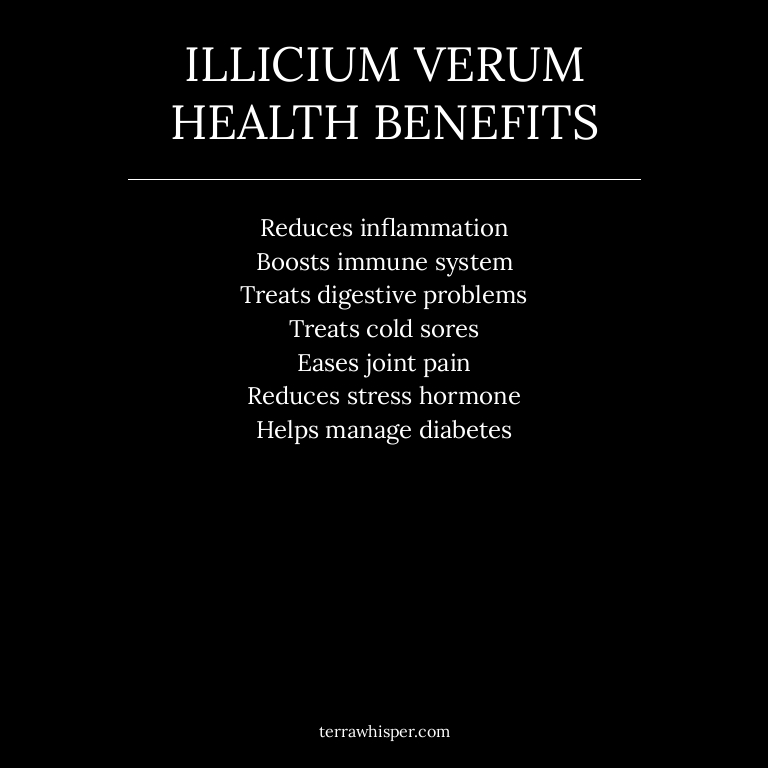 ILLICIUM VERUM
HEALTH BENEFITS
Reduces inflammation
Boosts immune system
Treats digestive problems
Treats cold sores
Eases joint pain
Reduces stress hormone
Helps manage diabetes
terrawhisper.com